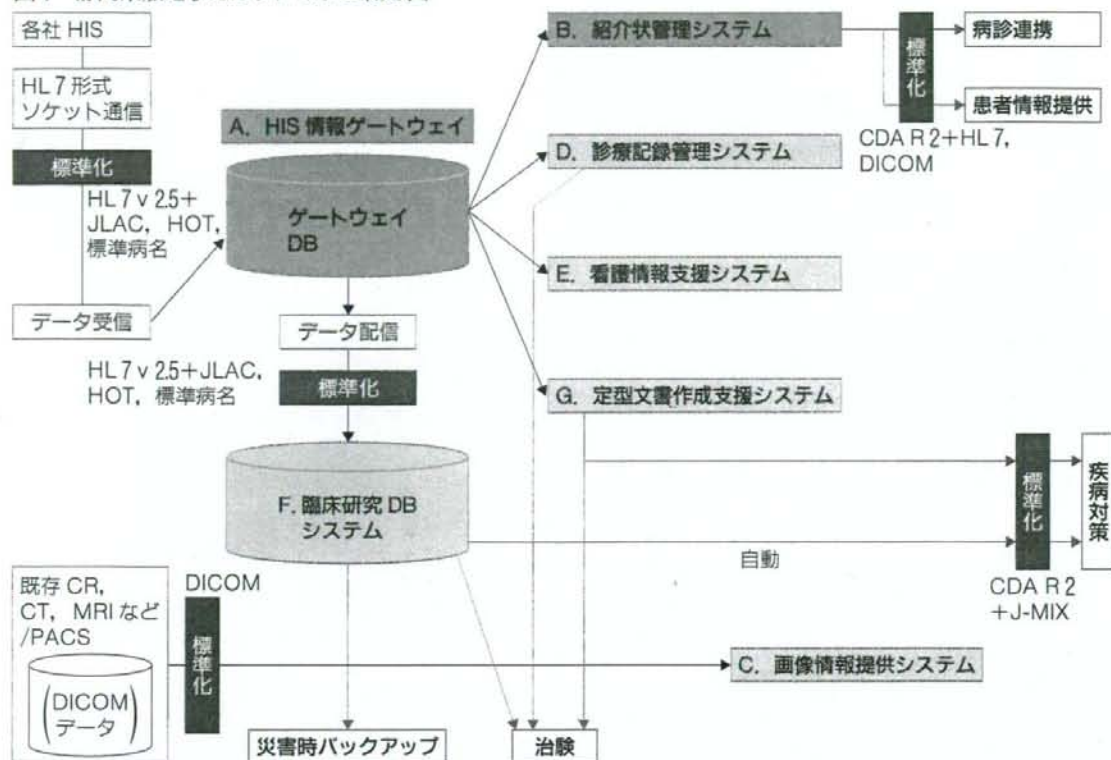 各社 HIS
HL7 形式
ソケット通信
標準化
HL7 v 2.5+
JLAC, HOT,
標準病名
データ受信
A. HIS 情報ゲートウェイ
ゲートウェイ
DB
データ配信
HL7 v 2.5+JLAC,
HOT, 標準病名
標準化
F. 臨床研究 DB
システム
B. 紹介状管理システム
D. 診療記録管理システム
E. 看護情報支援システム
G. 定型文書作成支援システム
標準化
病診連携
患者情報提供
CDA R 2+HL 7,
DICOM
自動
標準化
疾病対策
CDA R 2
+J-MIX
既存 CR,
CT, MRI など
/PACS
DICOM
データ
DICOM
標準化
C. 画像情報提供システム
災害時バックアップ
治験